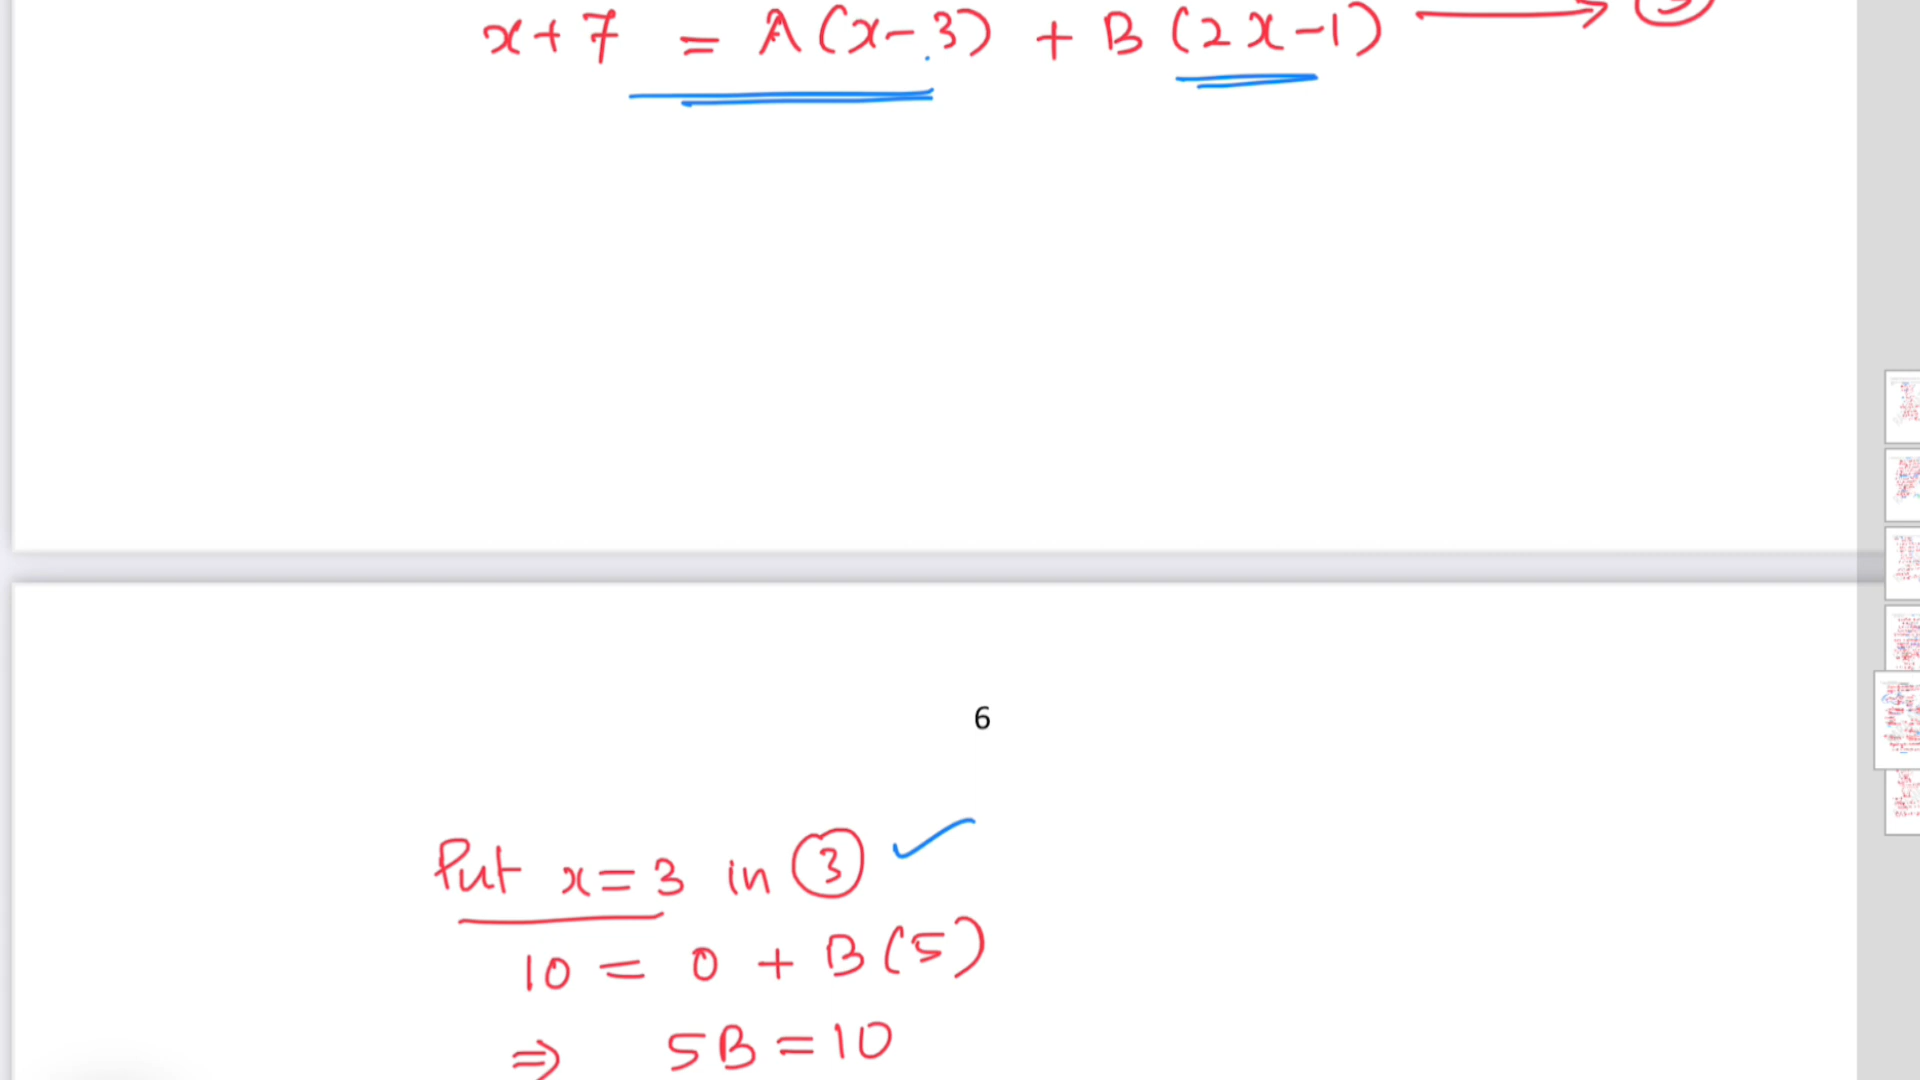 x+7 = A(x-3) + B(2x-1) ⟶ ③
6
Put x=3 in ③ ✓
10 = 0 + B(5)
⇒ 5B=10